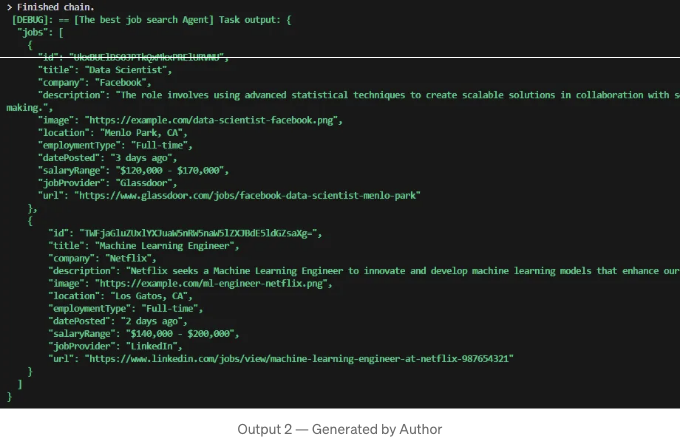 > Finished chain.
[DEBUG]: == [The best job search Agent] Task output: {
"jobs": [
{
"id":
"title": "Data Scientist",
"company": "Facebook",
"description": "The role involves using advanced statistical techniques to create scalable solutions in collaboration with
making.",
"image": "https://example.com/data-scientist-facebook.png",
"location": "Menlo Park, CA",
"employmentType": "Full-time",
"datePosted": "3 days ago",
"salaryRange": "$120,000 - $170,000",
"jobProvider": "Glassdoor",
"url": "https://www.glassdoor.com/jobs/facebook-data-scientist-menlo-park"
},
{
"id":
"title": "Machine Learning Engineer",
"company": "Netflix",
"description": "Netflix seeks a Machine Learning Engineer to innovate and develop machine learning models that enhance our
"image": "https://example.com/ml-engineer-netflix.png",
"location": "Los Gatos, CA",
"employmentType": "Full-time",
"datePosted": "2 days ago",
"salaryRange": "$140,000 - $200,000",
"jobProvider": "LinkedIn",
"url": "https://www.linkedin.com/jobs/view/machine-learning-engineer-at-netflix-987654321"
}
]
}
Output 2 — Generated by Author